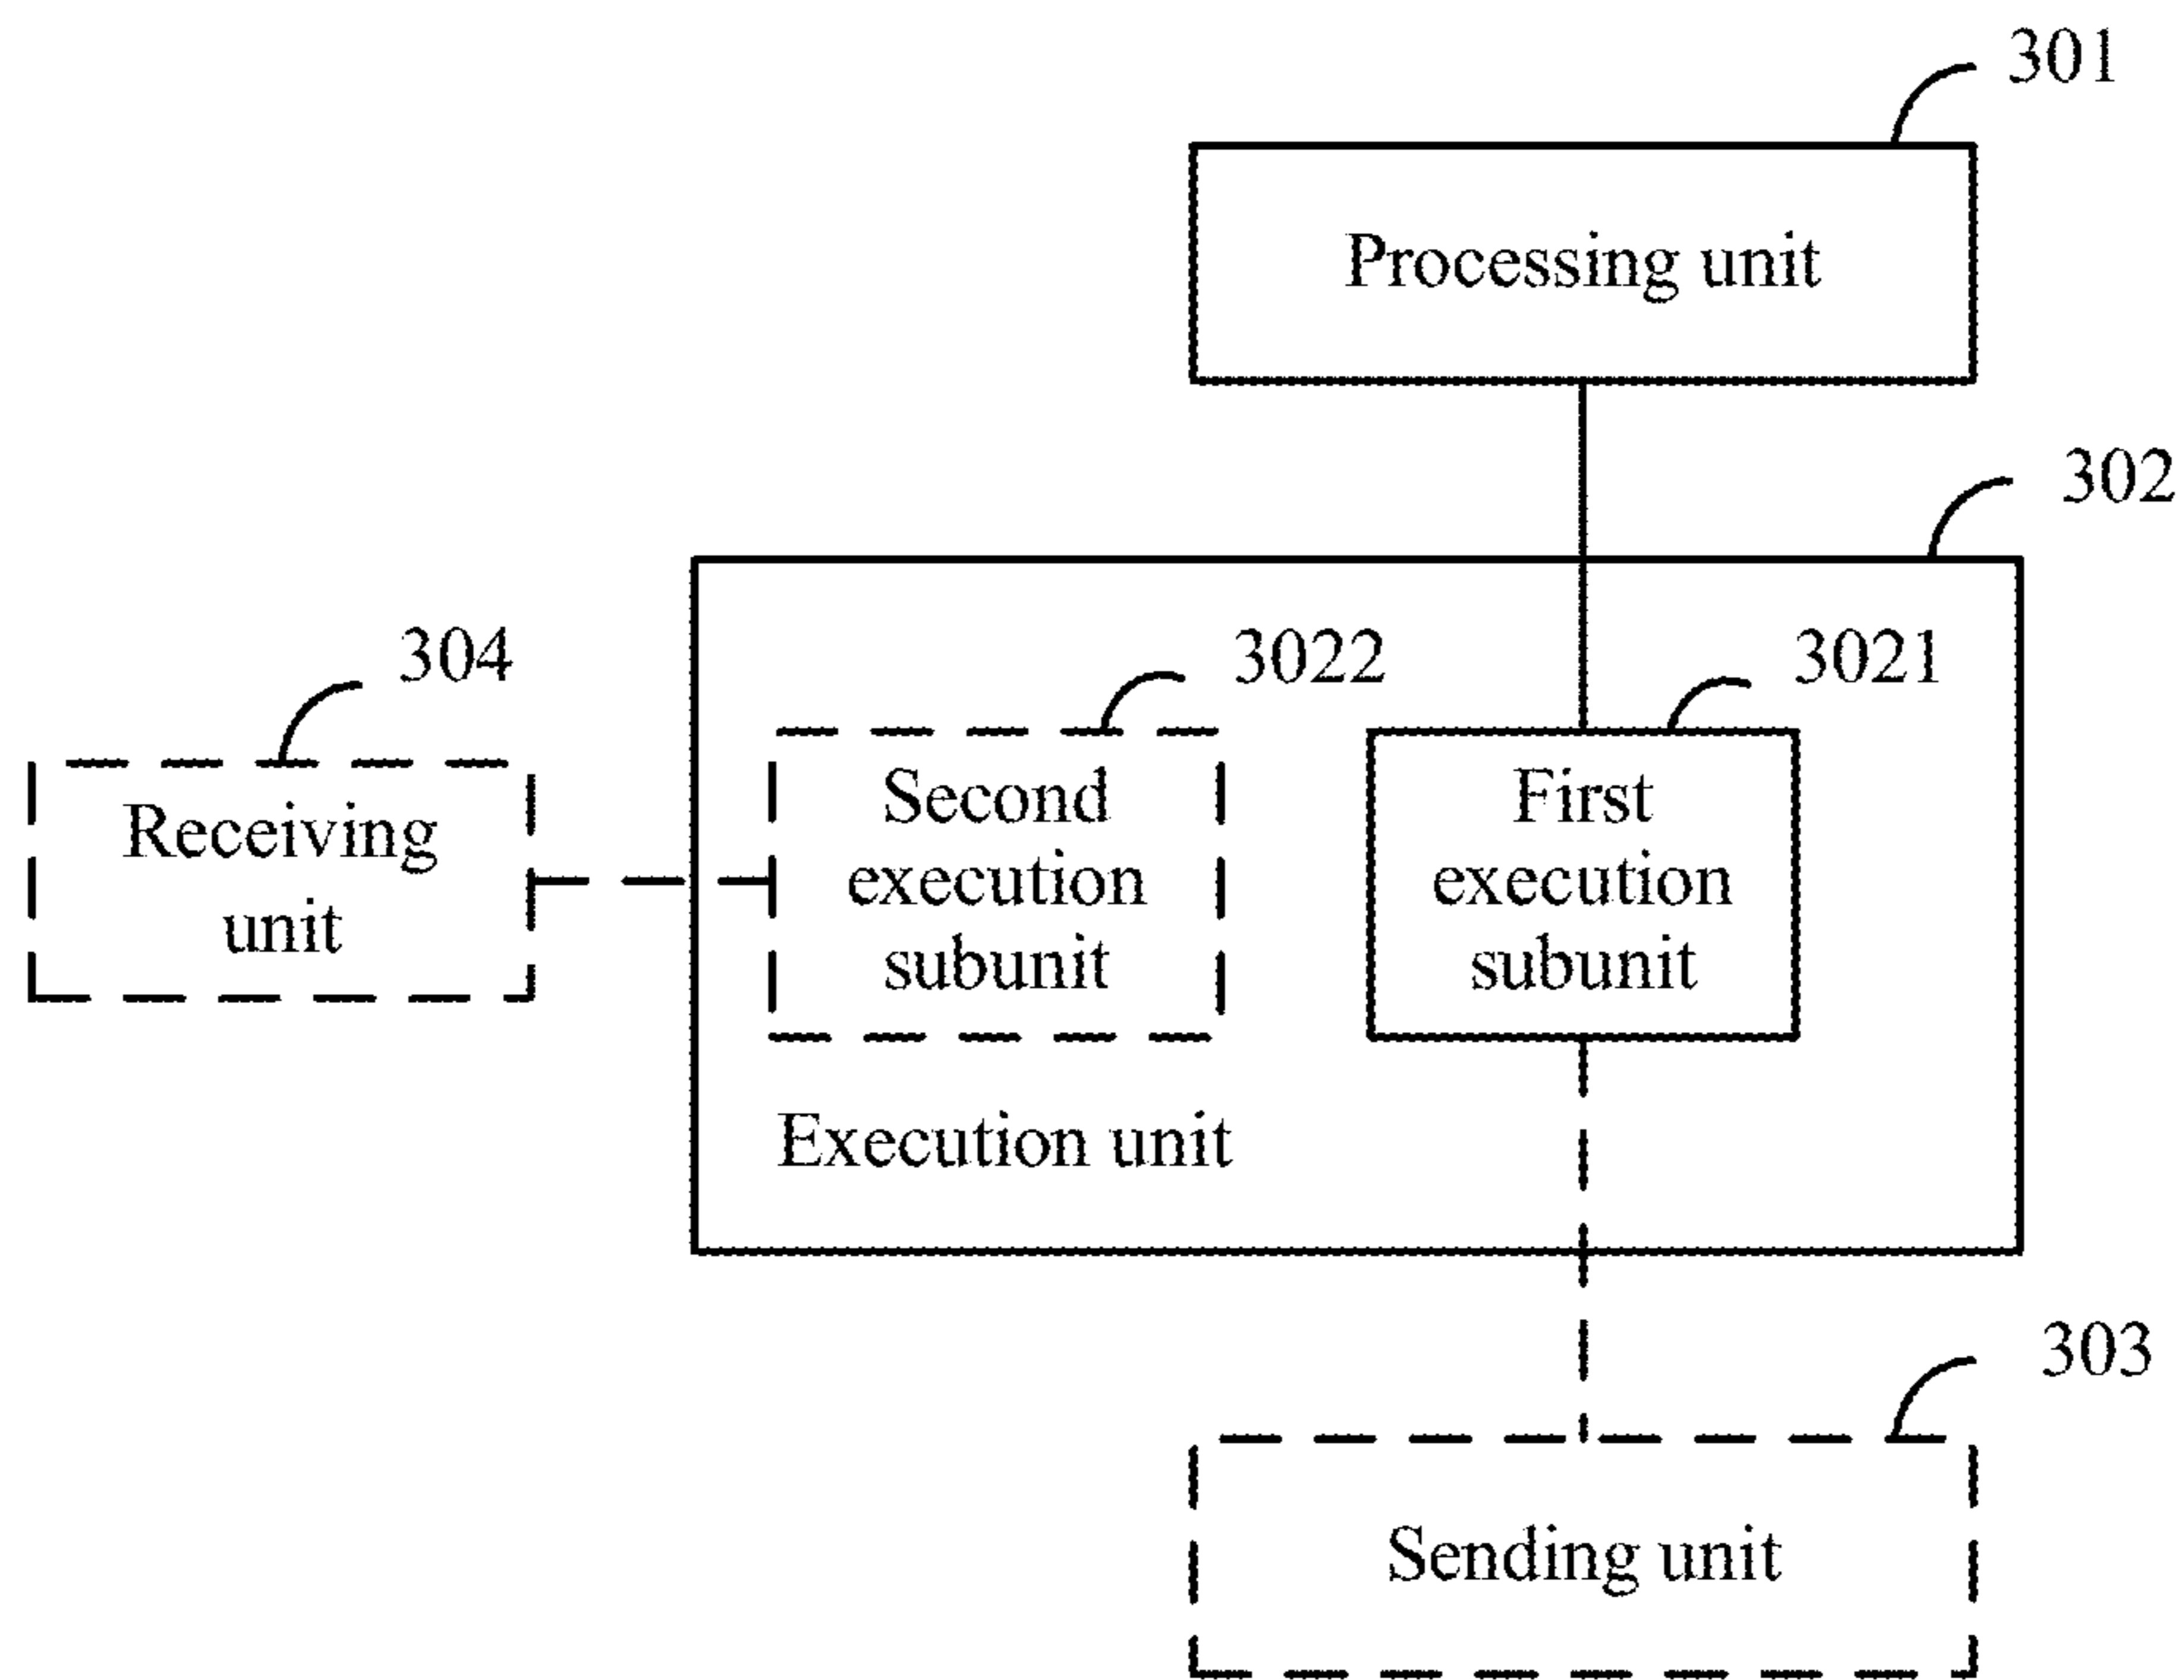 301
Processing unit
302
304
3022
3021
Receiving
unit
Second
execution
subunit
First
execution
subunit
Execution unit
303
Sending unit